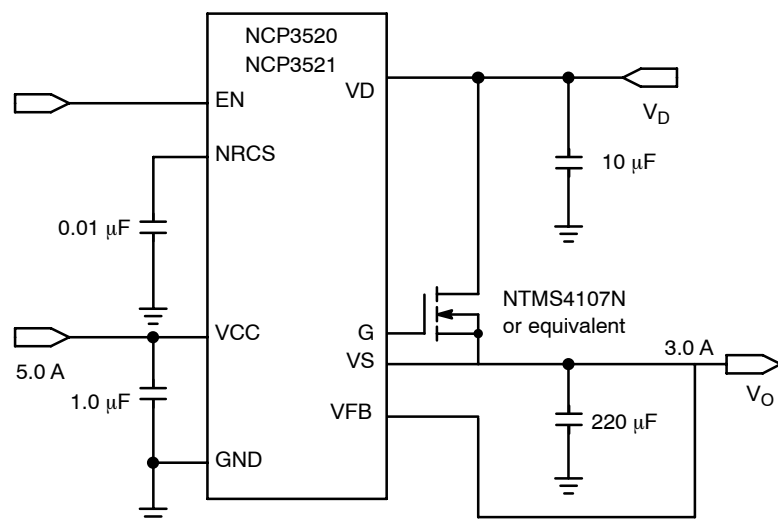 NCP3520
NCP3521
EN
VD
V_D
NRCS
10 μF
0.01 μF
NTMS4107N
or equivalent
G
VCC
VS
3.0 A
5.0 A
V_O
1.0 μF
VFB
220 μF
GND